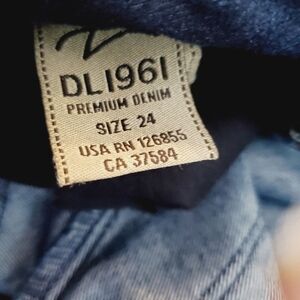 DL1961
PREMIUM DENIM
SIZE 24
USA RN 126855
CA 37584